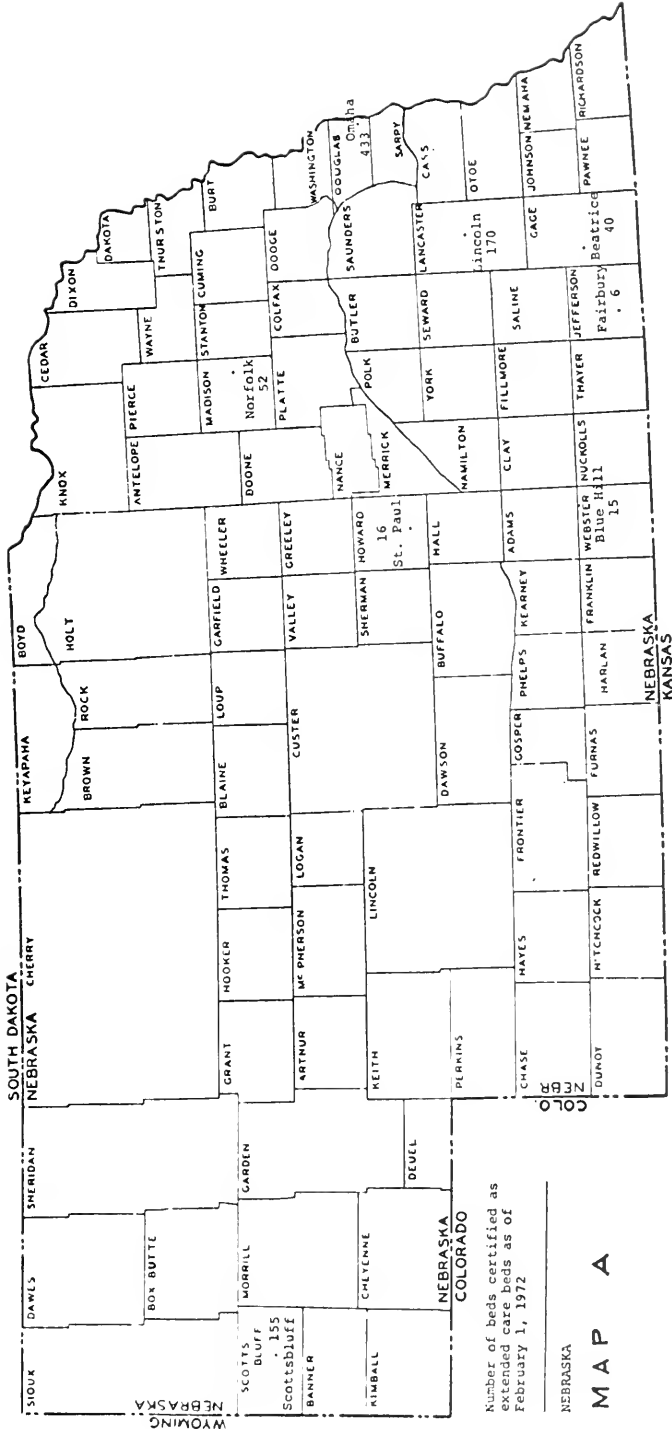 SOUTH DAKOTA
NEBRASKA
SIOUX
DAWES
SHERIDAN
CHERRY
KEYAPAHA
BOYD
BROWN
ROCK
HOLT
KNOX
CEDAR
DIXON
DAKOTA
BOX BUTTE
ANTELOPE
PIERCE
WAYNE
THURSTON
SCOTTS
BLUFF
. 155
Scottsbluff
MORRILL
GARDEN
GRANT
HOOKER
THOMAS
BLAINE
LOUP
GARFIELD
WHEELER
MADISON
Norfolk
52
STANTON
CUMING
BURT
DOONE
BANNER
ARTHUR
Mc PHERSON
LOGAN
CUSTER
VALLEY
GREELEY
PLATTE
COLFAX
DODGE
WASHINGTON
NANCE
KIMBALL
CHEYENNE
DEUEL
KEITH
LINCOLN
SHERMAN
HOWARD
16
St. Paul
MERRICK
POLK
BUTLER
SAUNDERS
DOUGLAS
Omaha
433
SARPY
PERKINS
DAWSON
BUFFALO
HALL
NAMILTON
YORK
SEWARD
LANCASTER
Lincoln
170
CASS
OTOE
CHASE
HAYES
FRONTIER
GOSPER
PHELPS
KEARNEY
ADAMS
CLAY
FILLMORE
SALINE
GAGE
JOHNSON
NEMAHA
DUNDY
HITCHCOCK
REDWILLOW
FURNAS
HARLAN
FRANKLIN
WEBSTER
Blue Hill
15
NUCKOLLS
THAYER
JEFFERSON
Fairbury
. 6
Beatrice
40
PAWNEE
RICHARDSON
WYOMING
NEBRASKA
NEBRASKA
COLORADO
COLO.
NEBR
NEBRASKA
KANSAS
Number of beds certified as
extended care beds as of
February 1, 1972
NEBRASKA
MAP A